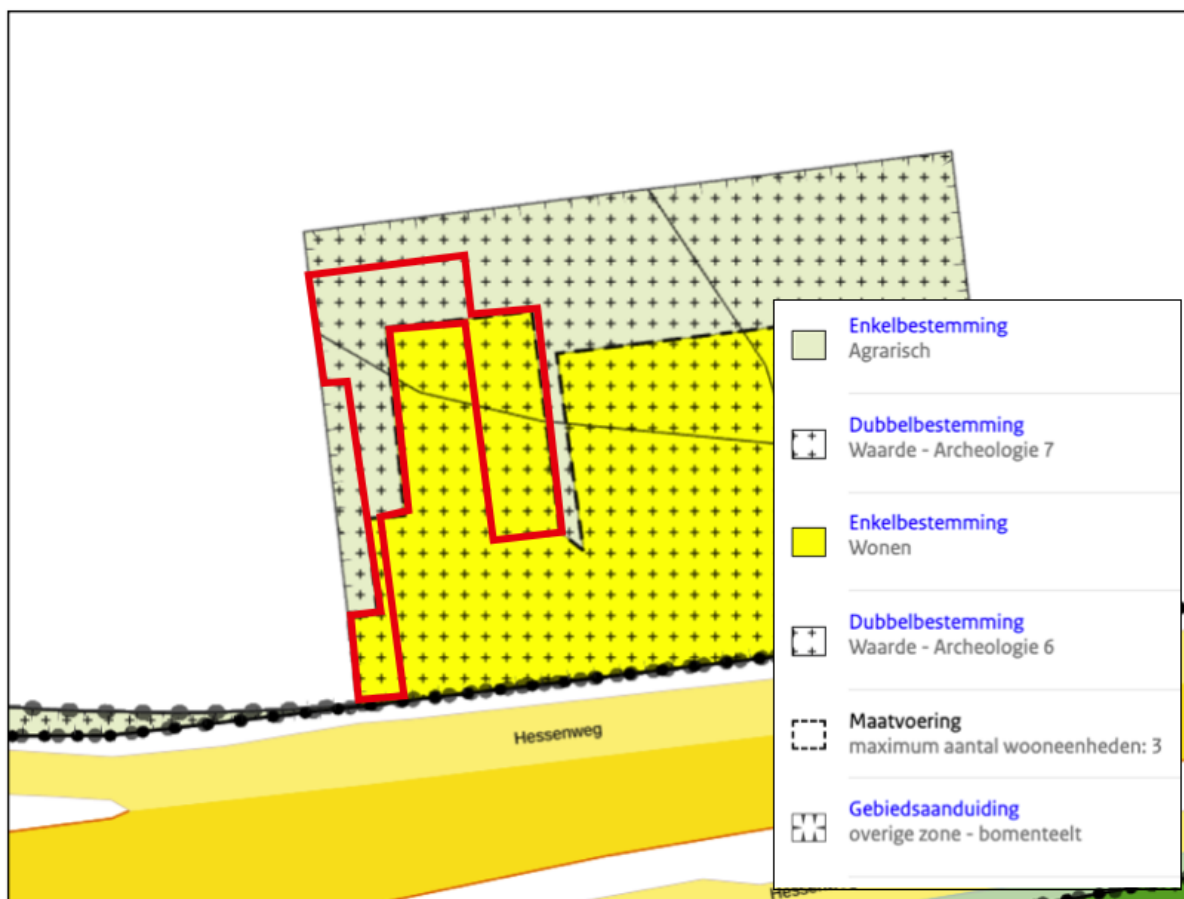 Enkelbestemming
Agrarisch
Dubbelbestemming
Waarde - Archeologie 7
Enkelbestemming
Wonen
Dubbelbestemming
Waarde - Archeologie 6
Maatvoering
maximum aantal wooneenheden: 3
Gebiedsaanduiding
overige zone - bomenteelt
Hessenweg